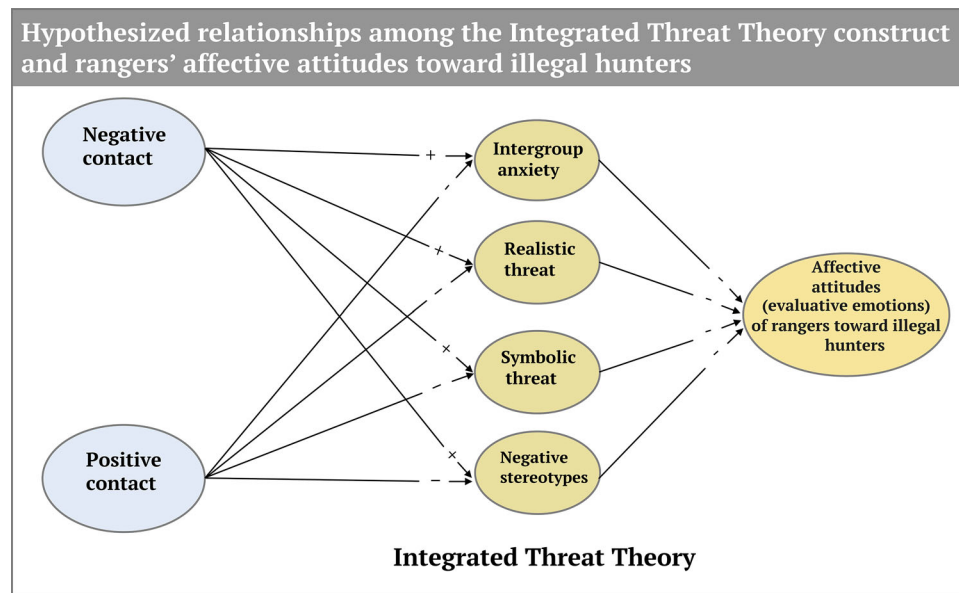 Hypothesized relationships among the Integrated Threat Theory construct
and rangers’ affective attitudes toward illegal hunters
Negative
contact
Positive
contact
+
-
+
-
+
-
+
-
Intergroup
anxiety
Realistic
threat
Symbolic
threat
Negative
stereotypes
-
-
-
-
Affective
attitudes
(evaluative emotions)
of rangers toward illegal
hunters
Integrated Threat Theory